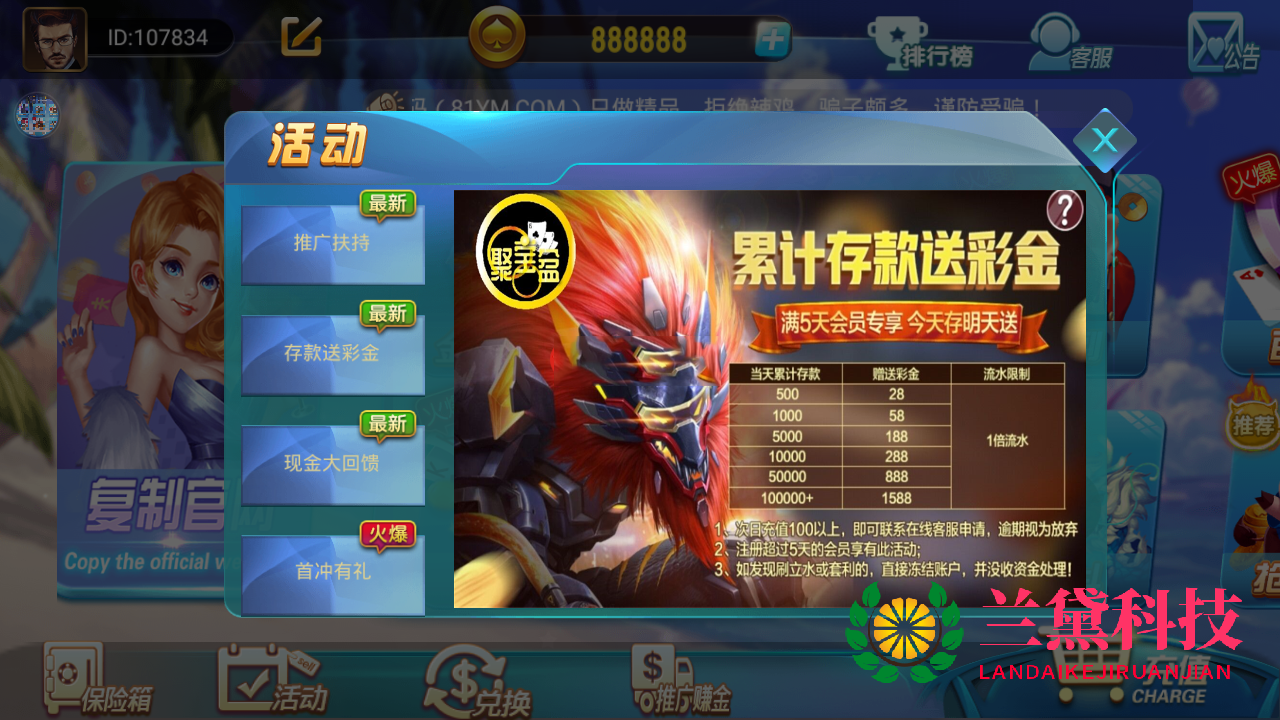 ID:107834
888888
排行榜
客服
公告
码（81YM.COM）只做精品，拒绝辣鸡，骗子颇多，谨防受骗！
活动
最新
推广扶持
最新
存款送彩金
最新
现金大回馈
火爆
首冲有礼
聚宝盆
?
累计存款送彩金
满5天会员专享 今天存明天送
当天累计存款 赠送彩金 流水限制
500 28
1000 58
5000 188
10000 288
50000 888
100000+ 1588
1倍流水
1、次日充值100以上，即可联系在线客服申请，逾期视为放弃
2、注册超过5天的会员享有此活动;
3、如发现刷立水或套利的，直接冻结账户，并没收资金处理!
复制官
Copy the official we
火爆
推荐
抢
兰黛科技
LANDAIKEJIRUANJIAN
保险箱
sell
活动
兑换
推广赚金
充值
CHARGE